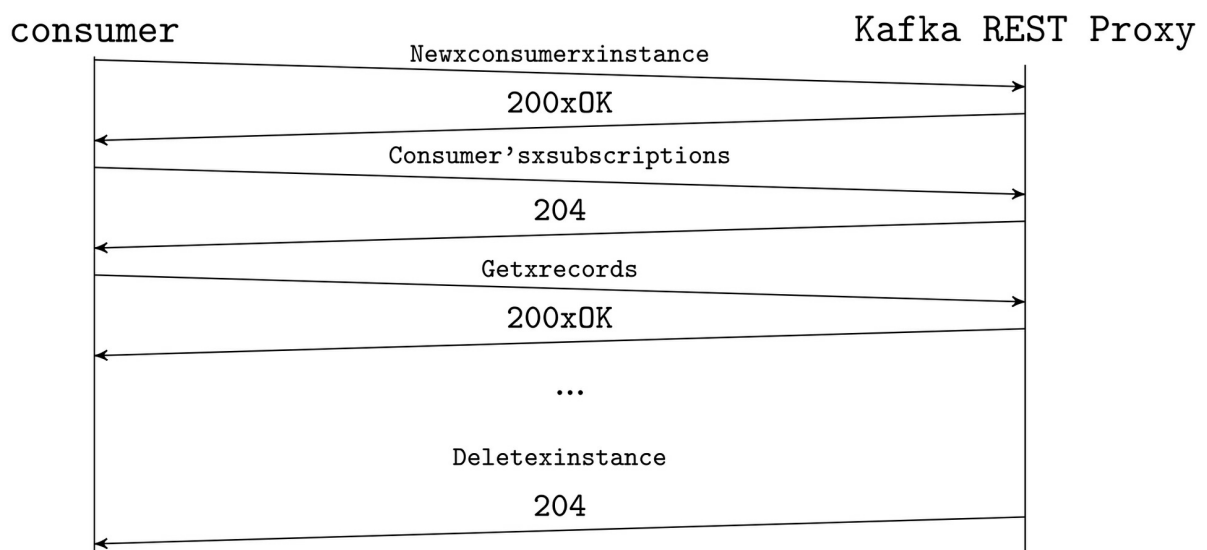 consumer
Kafka REST Proxy
Newxconsumerxinstance
200xOK
Consumer'sxsubscriptions
204
Getxrecords
200xOK
...
Deletexinstance
204